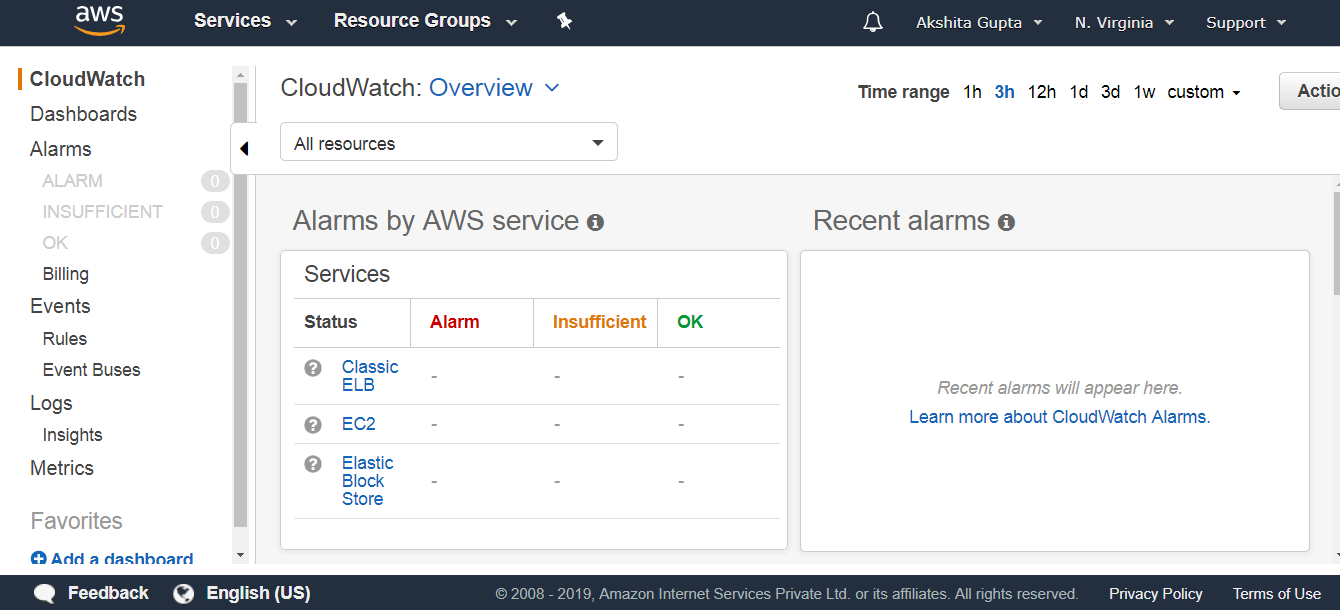 aws Services Resource Groups Akshita Gupta N. Virginia Support
CloudWatch
Dashboards
Alarms
ALARM 0
INSUFFICIENT 0
OK 0
Billing
Events
Rules
Event Buses
Logs
Insights
Metrics
Favorites
Add a dashboard
CloudWatch: Overview
Time range 1h 3h 12h 1d 3d 1w custom Actio
All resources
Alarms by AWS service
Services
Status Alarm Insufficient OK
Classic
ELB - - -
EC2 - - -
Elastic
Block - - -
Store
Recent alarms
Recent alarms will appear here.
Learn more about CloudWatch Alarms.
Feedback English (US) © 2008 - 2019, Amazon Internet Services Private Ltd. or its affiliates. All rights reserved. Privacy Policy Terms of Use